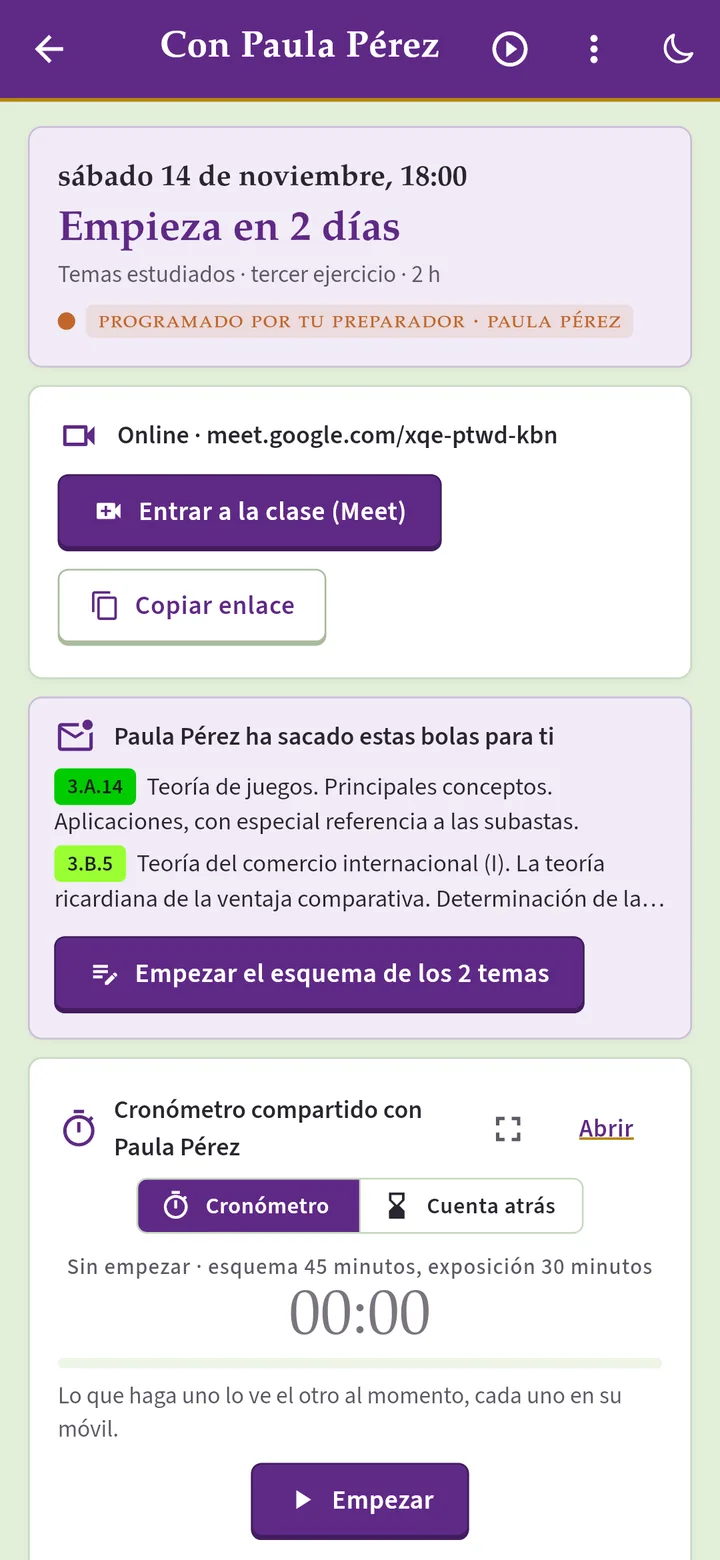 Con Paula Pérez
sábado 14 de noviembre, 18:00
Empieza en 2 días
Temas estudiados · tercer ejercicio · 2 h
PROGRAMADO POR TU PREPARADOR · PAULA PÉREZ
Online · meet.google.com/xqe-ptwd-kbn
Entrar a la clase (Meet)
Copiar enlace
Paula Pérez ha sacado estas bolas para ti
3.A.14 Teoría de juegos. Principales conceptos.
Aplicaciones, con especial referencia a las subastas.
3.B.5 Teoría del comercio internacional (I). La teoría
ricardiana de la ventaja comparativa. Determinación de la…
Empezar el esquema de los 2 temas
Cronómetro compartido con
Paula Pérez
Abrir
Cronómetro
Cuenta atrás
Sin empezar · esquema 45 minutos, exposición 30 minutos
00:00
Lo que haga uno lo ve el otro al momento, cada uno en su
móvil.
Empezar